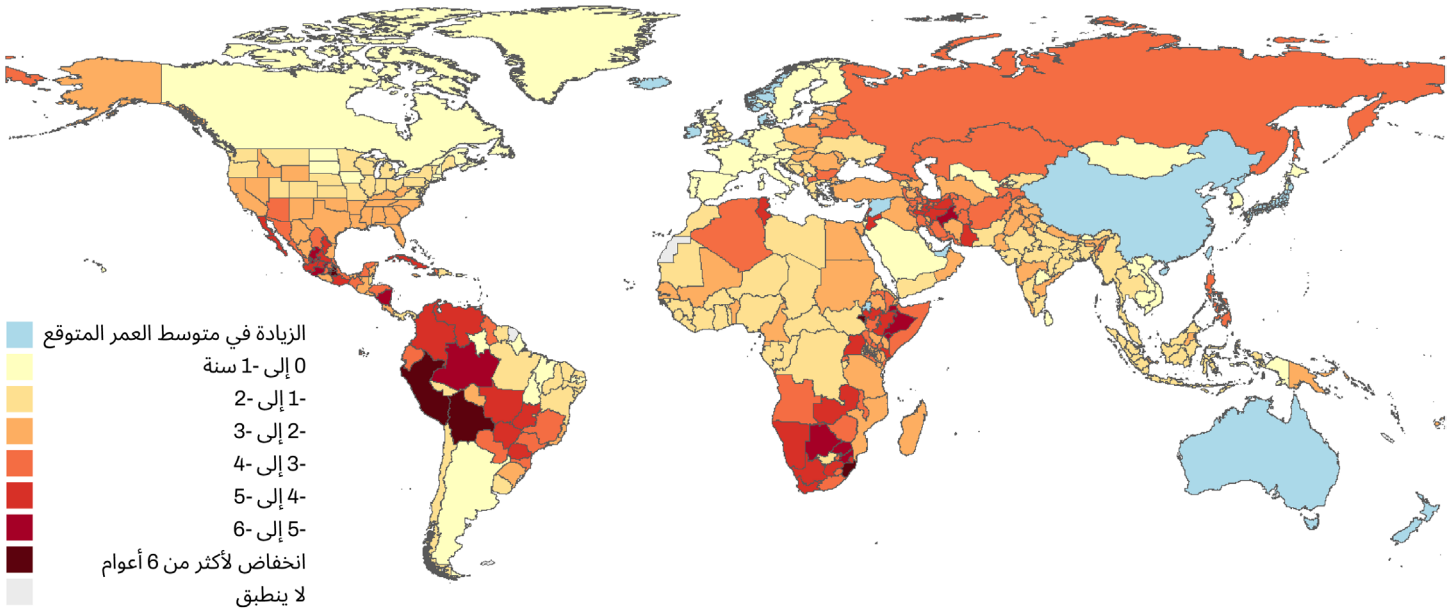 الزيادة في متوسط العمر المتوقع
0 إلى -1 سنة
-1 إلى -2
-2 إلى -3
-3 إلى -4
-4 إلى -5
-5 إلى -6
انخفاض لأكثر من 6 أعوام
لا ينطبق